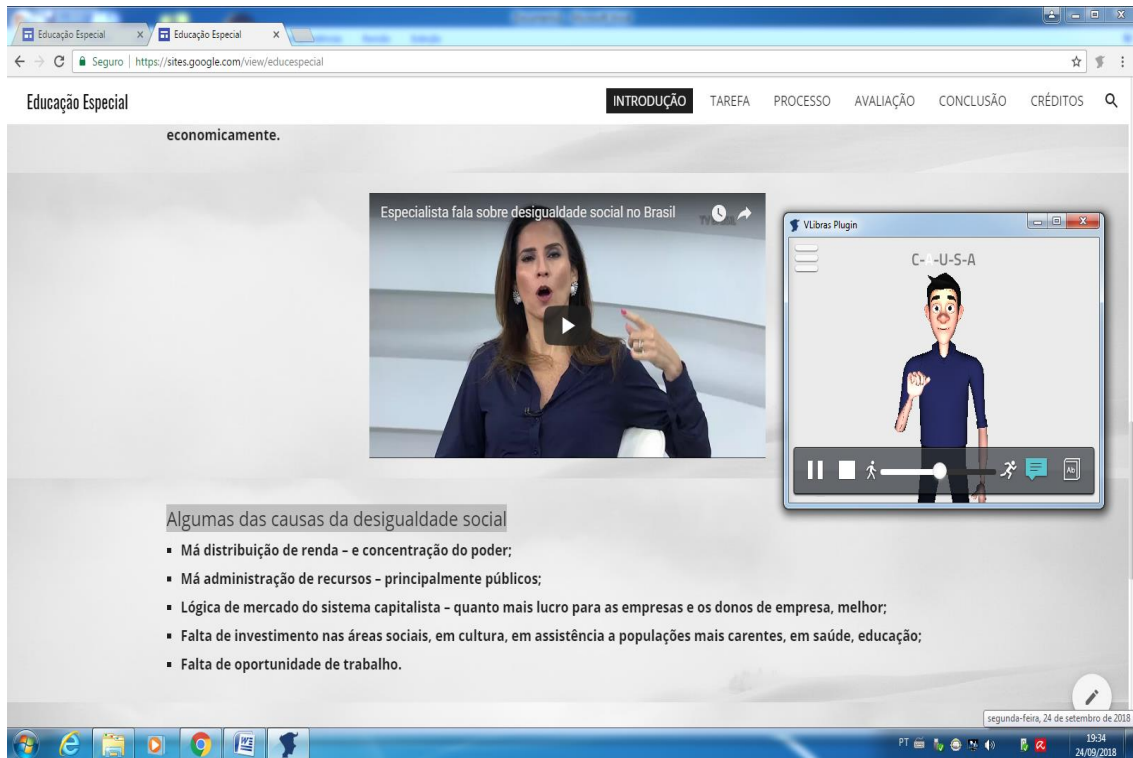 Educação Especial
Educação Especial
Seguro
https://sites.google.com/view/educespecial
Educação Especial
INTRODUÇÃO
TAREFA
PROCESSO
AVALIAÇÃO
CONCLUSÃO
CRÉDITOS
economicamente.
Especialista fala sobre desigualdade social no Brasil
VLibras Plugin
C-A-U-S-A
Ab
Algumas das causas da desigualdade social
Má distribuição de renda – e concentração do poder;
Má administração de recursos – principalmente públicos;
Lógica de mercado do sistema capitalista – quanto mais lucro para as empresas e os donos de empresa, melhor;
Falta de investimento nas áreas sociais, em cultura, em assistência a populações mais carentes, em saúde, educação;
Falta de oportunidade de trabalho.
segunda-feira, 24 de setembro de 2018
PT
19:34
24/09/2018